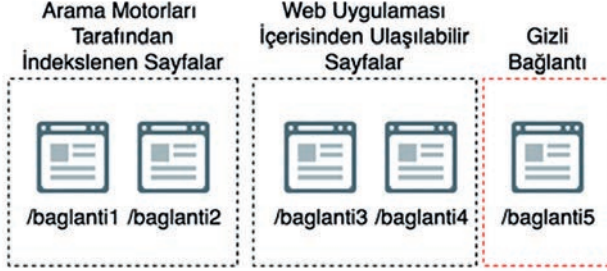 Arama Motorları
Tarafından
İndekslenen Sayfalar
Web Uygulaması
İçerisinden Ulaşılabilir
Sayfalar
Gizli
Bağlantı
/baglanti1 /baglanti2
/baglanti3 /baglanti4
/baglanti5